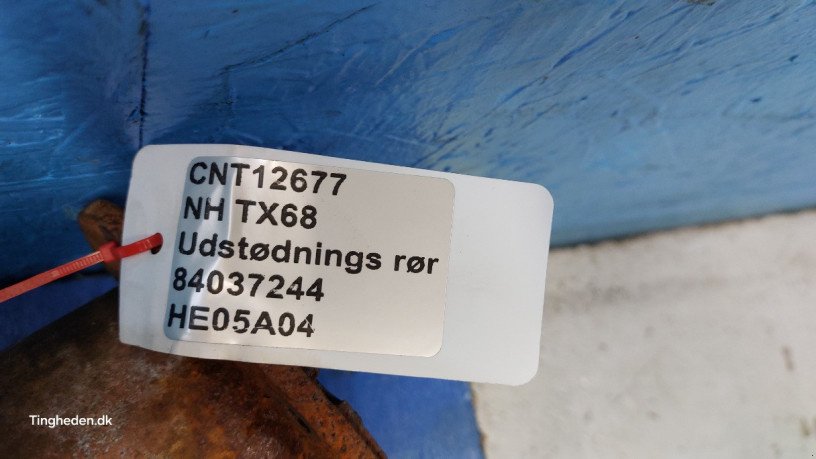 CNT12677
NH TX68
Udstødnings rør
84037244
HE05A04
Tingheden.dk